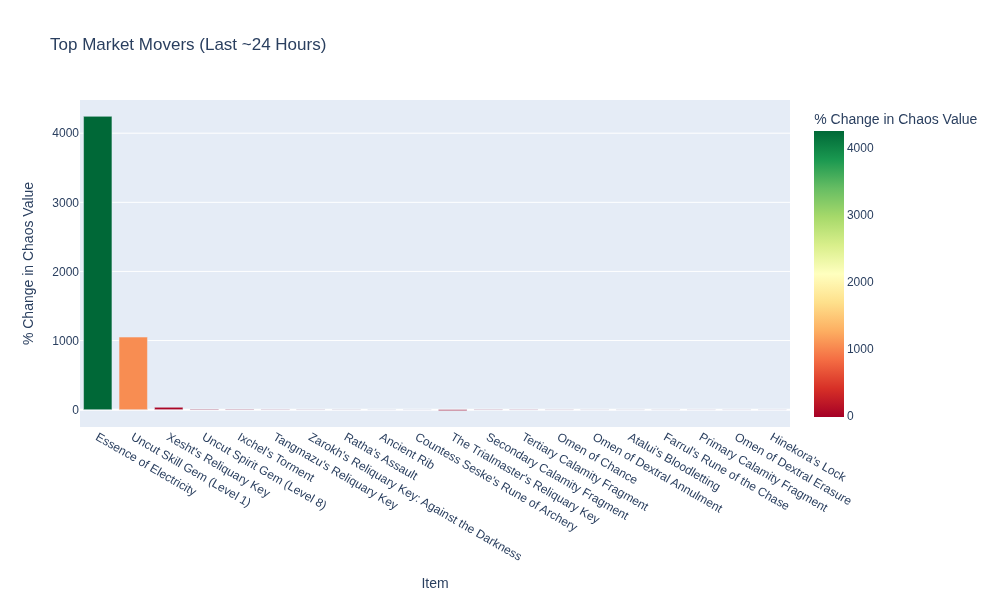 Top Market Movers (Last ~24 Hours)
% Change in Chaos Value
4000
3000
2000
1000
0
Essence of Electricity
Uncut Skill Gem (Level 1)
Xesht's Reliquary Key
Uncut Spirit Gem (Level 8)
Ixchel's Torment
Tangmazu's Reliquary Key
Zarokh's Reliquary Key: Against the Darkness
Ratha's Assault
Ancient Rib
Countess Seske's Rune of Archery
The Trialmaster's Reliquary Key
Secondary Calamity Fragment
Tertiary Calamity Fragment
Omen of Chance
Omen of Dextral Annulment
Atalui's Bloodletting
Farrul's Rune of the Chase
Primary Calamity Fragment
Omen of Dextral Erasure
Hinekora's Lock
Item
% Change in Chaos Value
4000
3000
2000
1000
0